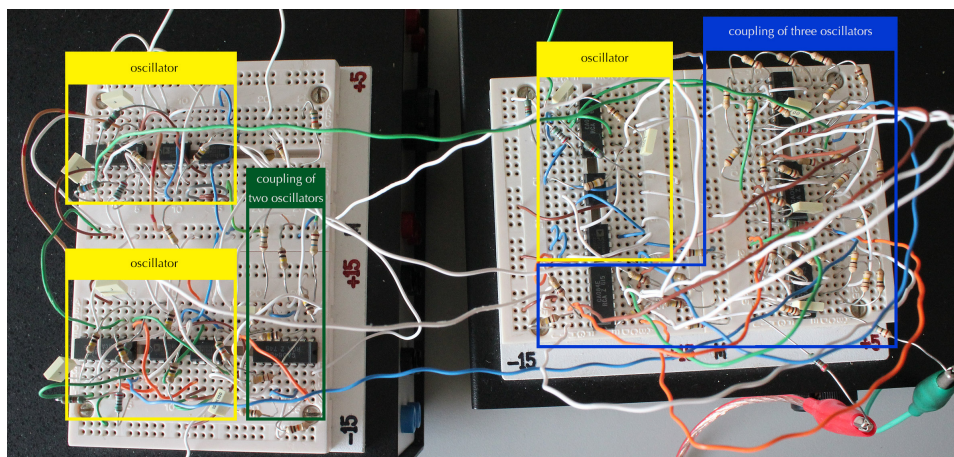 oscillator
coupling of
two oscillators
oscillator
+5
+15
-15
oscillator
coupling of three oscillators
-15
+5